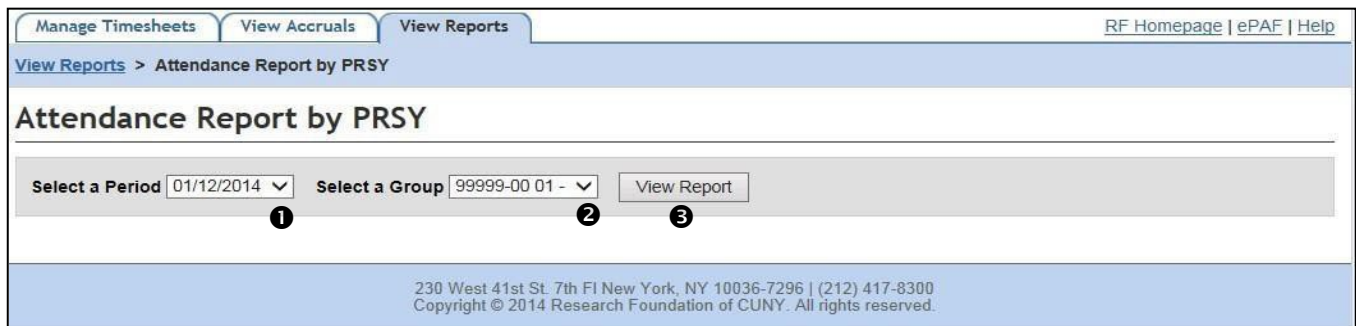 Manage Timesheets View Accruals View Reports RF Homepage | ePAF | Help
View Reports > Attendance Report by PRSY
Attendance Report by PRSY
Select a Period 01/12/2014 Select a Group 99999-00 01 - View Report
❶ ❷ ❸
230 West 41st St. 7th Fl New York, NY 10036-7296 | (212) 417-8300
Copyright © 2014 Research Foundation of CUNY. All rights reserved.